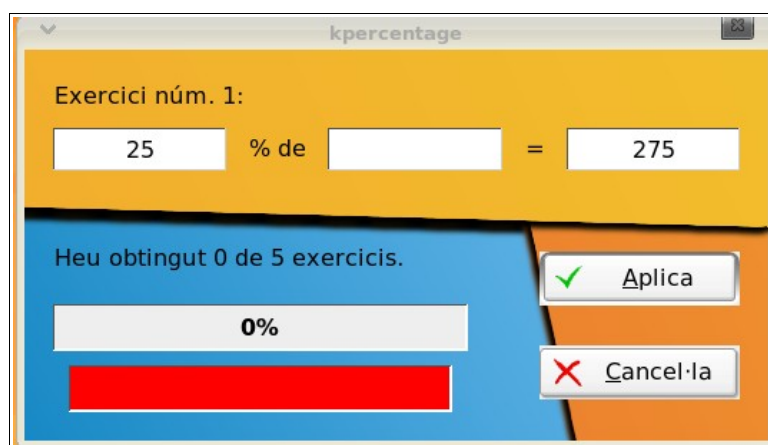 kpercentage
Exercici núm. 1:
25 % de = 275
Heu obtingut 0 de 5 exercicis.
Aplica
0%
Cancel·la